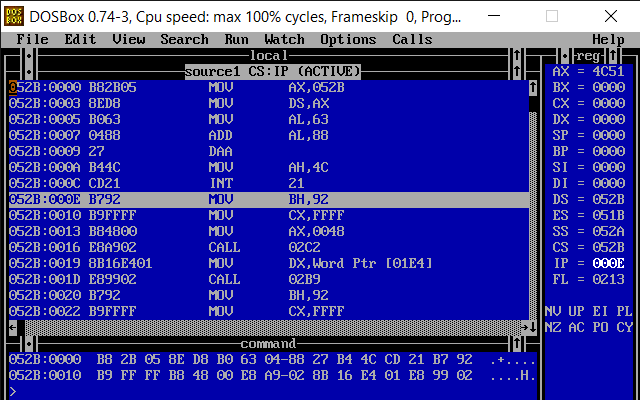 DOSBox 0.74-3, Cpu speed: max 100% cycles, Frameskip 0, Prog...
File Edit View Search Run Watch Options Calls Help
local
source1 CS:IP (ACTIVE)
052B:0000 B82B05 MOV AX,052B
052B:0003 8ED8 MOV DS,AX
052B:0005 B063 MOV AL,63
052B:0007 0488 ADD AL,88
052B:0009 27 DAA
052B:000A B44C MOV AH,4C
052B:000C CD21 INT 21
052B:000E B792 MOV BH,92
052B:0010 B9FFFF MOV CX,FFFF
052B:0013 B84800 MOV AX,0048
052B:0016 E8A902 CALL 02C2
052B:0019 8B16E401 MOV DX,Word Ptr [01E4]
052B:001D E89902 CALL 02B9
052B:0020 B792 MOV BH,92
052B:0022 B9FFFF MOV CX,FFFF
command
052B:0000 B8 2B 05 8E D8 B0 63 04-88 27 B4 4C CD 21 B7 92 .+....
052B:0010 B9 FF FF B8 48 00 E8 A9-02 8B 16 E4 01 E8 99 02 ....H.
>
reg
AX = 4C51
BX = 0000
CX = 0000
DX = 0000
SP = 0000
BP = 0000
SI = 0000
DI = 0000
DS = 052B
ES = 051B
SS = 052A
CS = 052B
IP = 000E
FL = 0213
NV UP EI PL
NZ AC PO CY